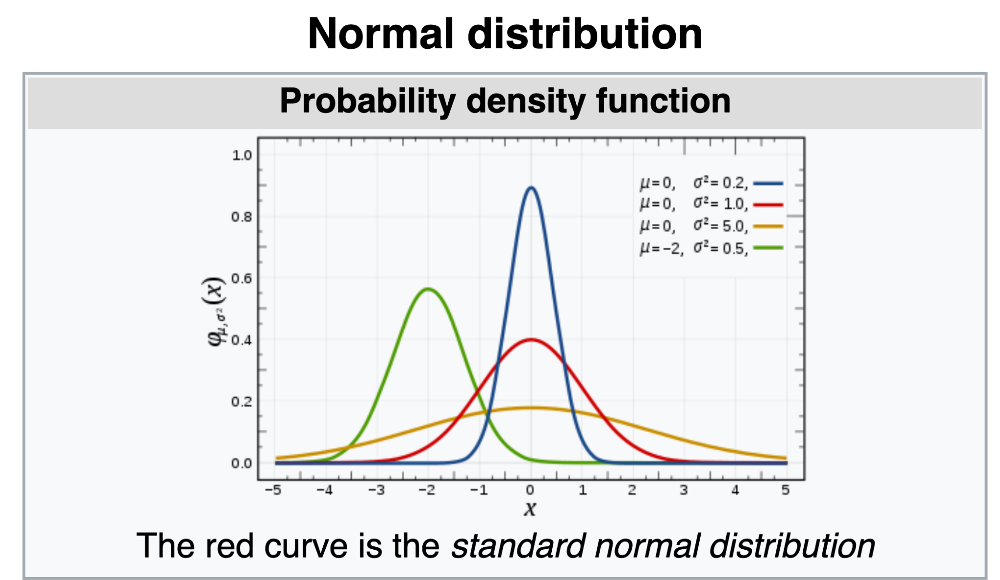 Normal distribution
Probability density function
1.0
0.8
0.6
0.4
0.2
0.0
φμ,σ²(x)
μ=0, σ²=0.2,
μ=0, σ²=1.0,
μ=0, σ²=5.0,
μ=−2, σ²=0.5,
−5 −4 −3 −2 −1 0 1 2 3 4 5
x
The red curve is the standard normal distribution